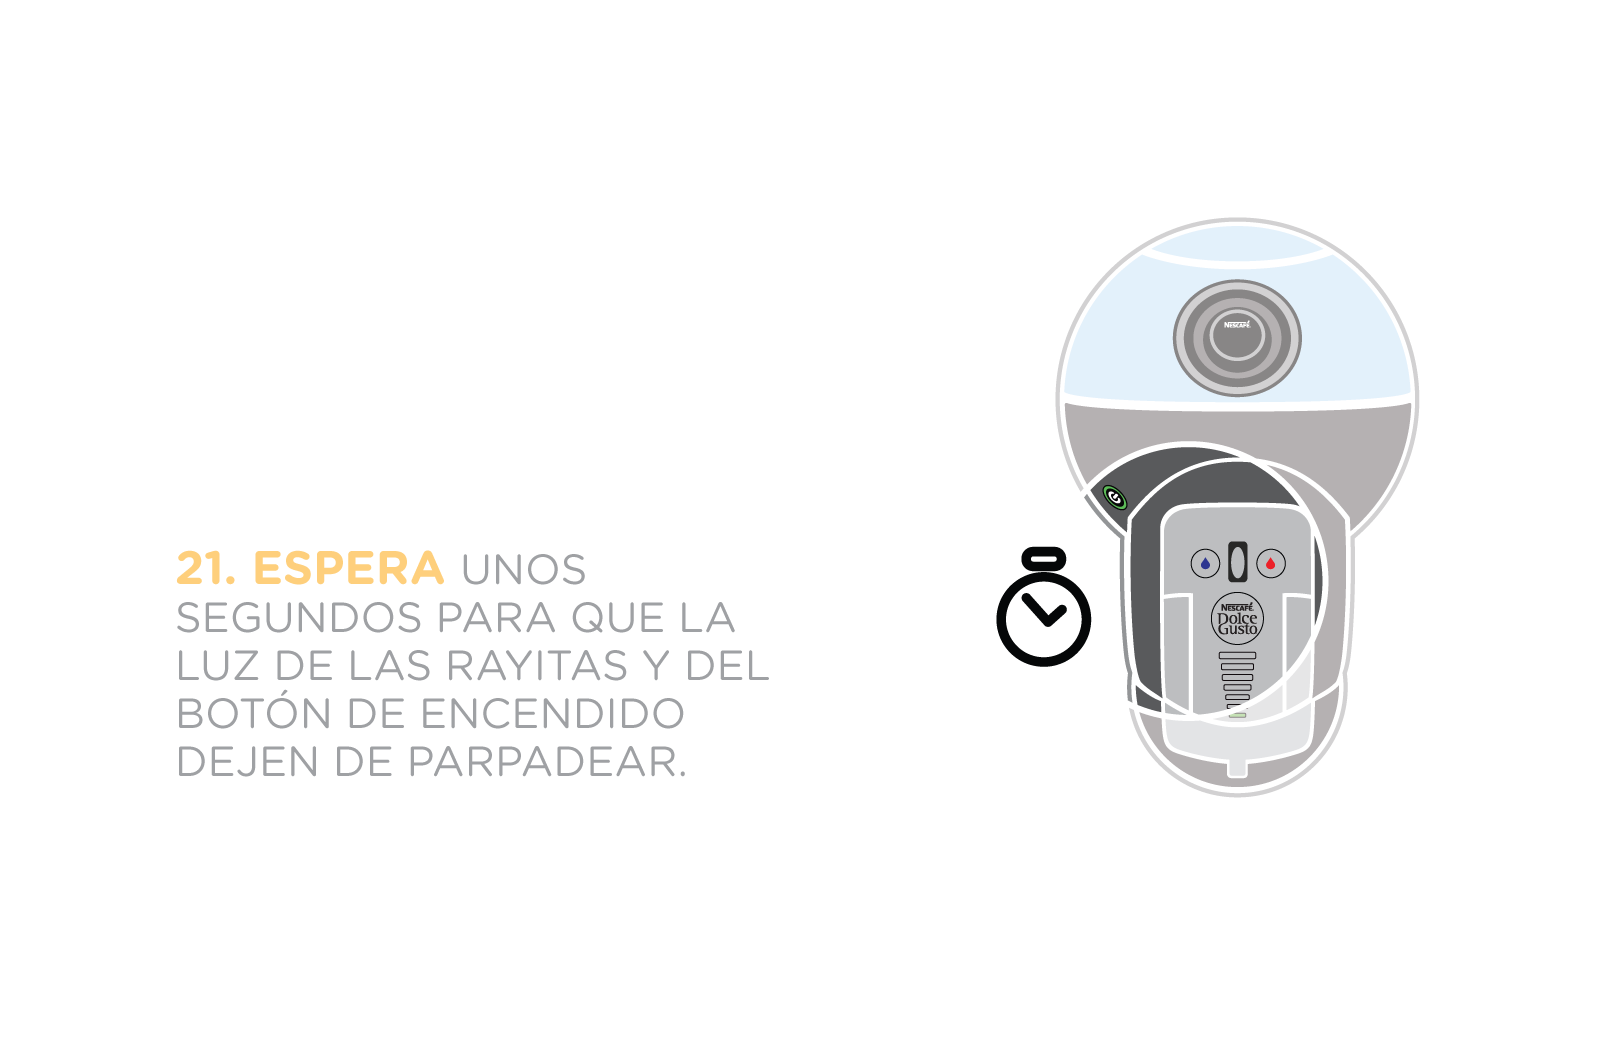 21. ESPERA UNOS
SEGUNDOS PARA QUE LA
LUZ DE LAS RAYITAS Y DEL
BOTÓN DE ENCENDIDO
DEJEN DE PARPADEAR.
NESCAFÉ.
NESCAFÉ.
Dolce
Gusto